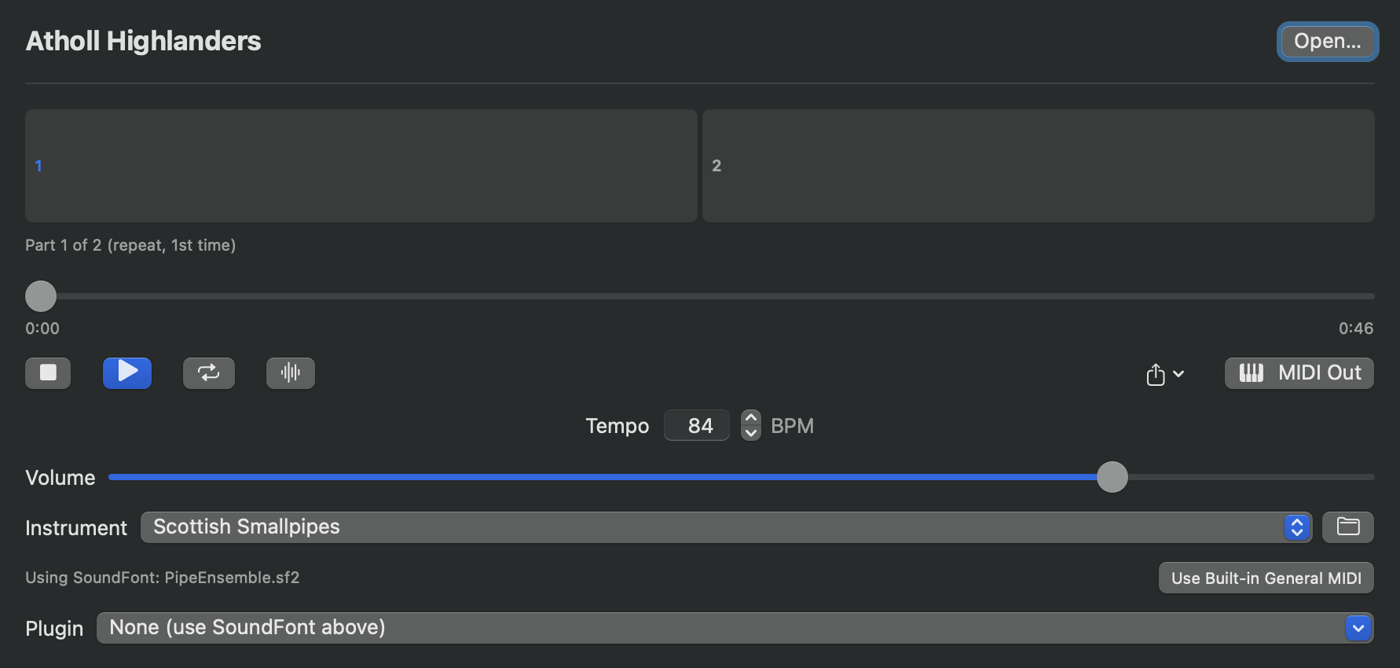 Atholl Highlanders
Open...
1
2
Part 1 of 2 (repeat, 1st time)
0:00
0:46
MIDI Out
Tempo 84 BPM
Volume
Instrument Scottish Smallpipes
Using SoundFont: PipeEnsemble.sf2
Use Built-in General MIDI
Plugin None (use SoundFont above)